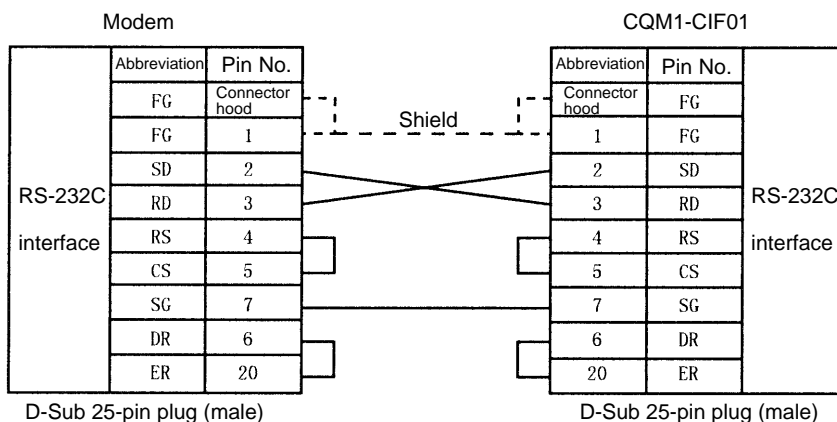 Modem
CQM1-CIF01
Abbreviation Pin No.
FG Connector hood
FG 1
SD 2
RD 3
RS 4
CS 5
SG 7
DR 6
ER 20
RS-232C
interface
Shield
Abbreviation Pin No.
Connector hood FG
1 FG
2 SD
3 RD
4 RS
5 CS
7 SG
6 DR
20 ER
RS-232C
interface
D-Sub 25-pin plug (male)
D-Sub 25-pin plug (male)